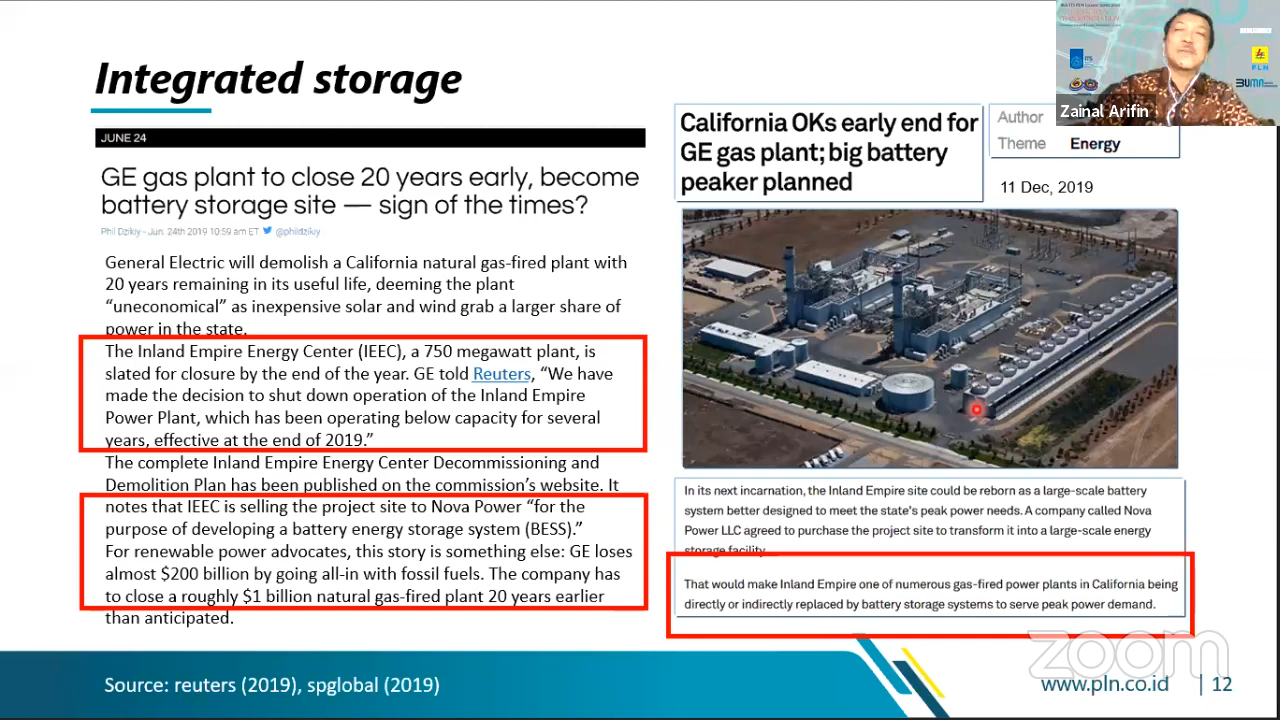 Integrated storage
JUNE 24
GE gas plant to close 20 years early, become
battery storage site — sign of the times?
Phil Dzikiy - Jun. 24th 2019 10:59 am ET @phildzikiy
General Electric will demolish a California natural gas-fired plant with
20 years remaining in its useful life, deeming the plant
“uneconomical” as inexpensive solar and wind grab a larger share of
power in the state.
The Inland Empire Energy Center (IEEC), a 750 megawatt plant, is
slated for closure by the end of the year. GE told Reuters, “We have
made the decision to shut down operation of the Inland Empire
Power Plant, which has been operating below capacity for several
years, effective at the end of 2019.”
The complete Inland Empire Energy Center Decommissioning and
Demolition Plan has been published on the commission’s website. It
notes that IEEC is selling the project site to Nova Power “for the
purpose of developing a battery energy storage system (BESS).”
For renewable power advocates, this story is something else: GE loses
almost $200 billion by going all-in with fossil fuels. The company has
to close a roughly $1 billion natural gas-fired plant 20 years earlier
than anticipated.
California OKs early end for
GE gas plant; big battery
peaker planned
Author
Theme Energy
11 Dec, 2019
In its next incarnation, the Inland Empire site could be reborn as a large-scale battery
system better designed to meet the state's peak power needs. A company called Nova
Power LLC agreed to purchase the project site to transform it into a large-scale energy
storage facility.
That would make Inland Empire one of numerous gas-fired power plants in California being
directly or indirectly replaced by battery storage systems to serve peak power demand.
ITS
PLN
BUMN
Zainal Arifin
zoom
Source: reuters (2019), spglobal (2019)
www.pln.co.id | 12